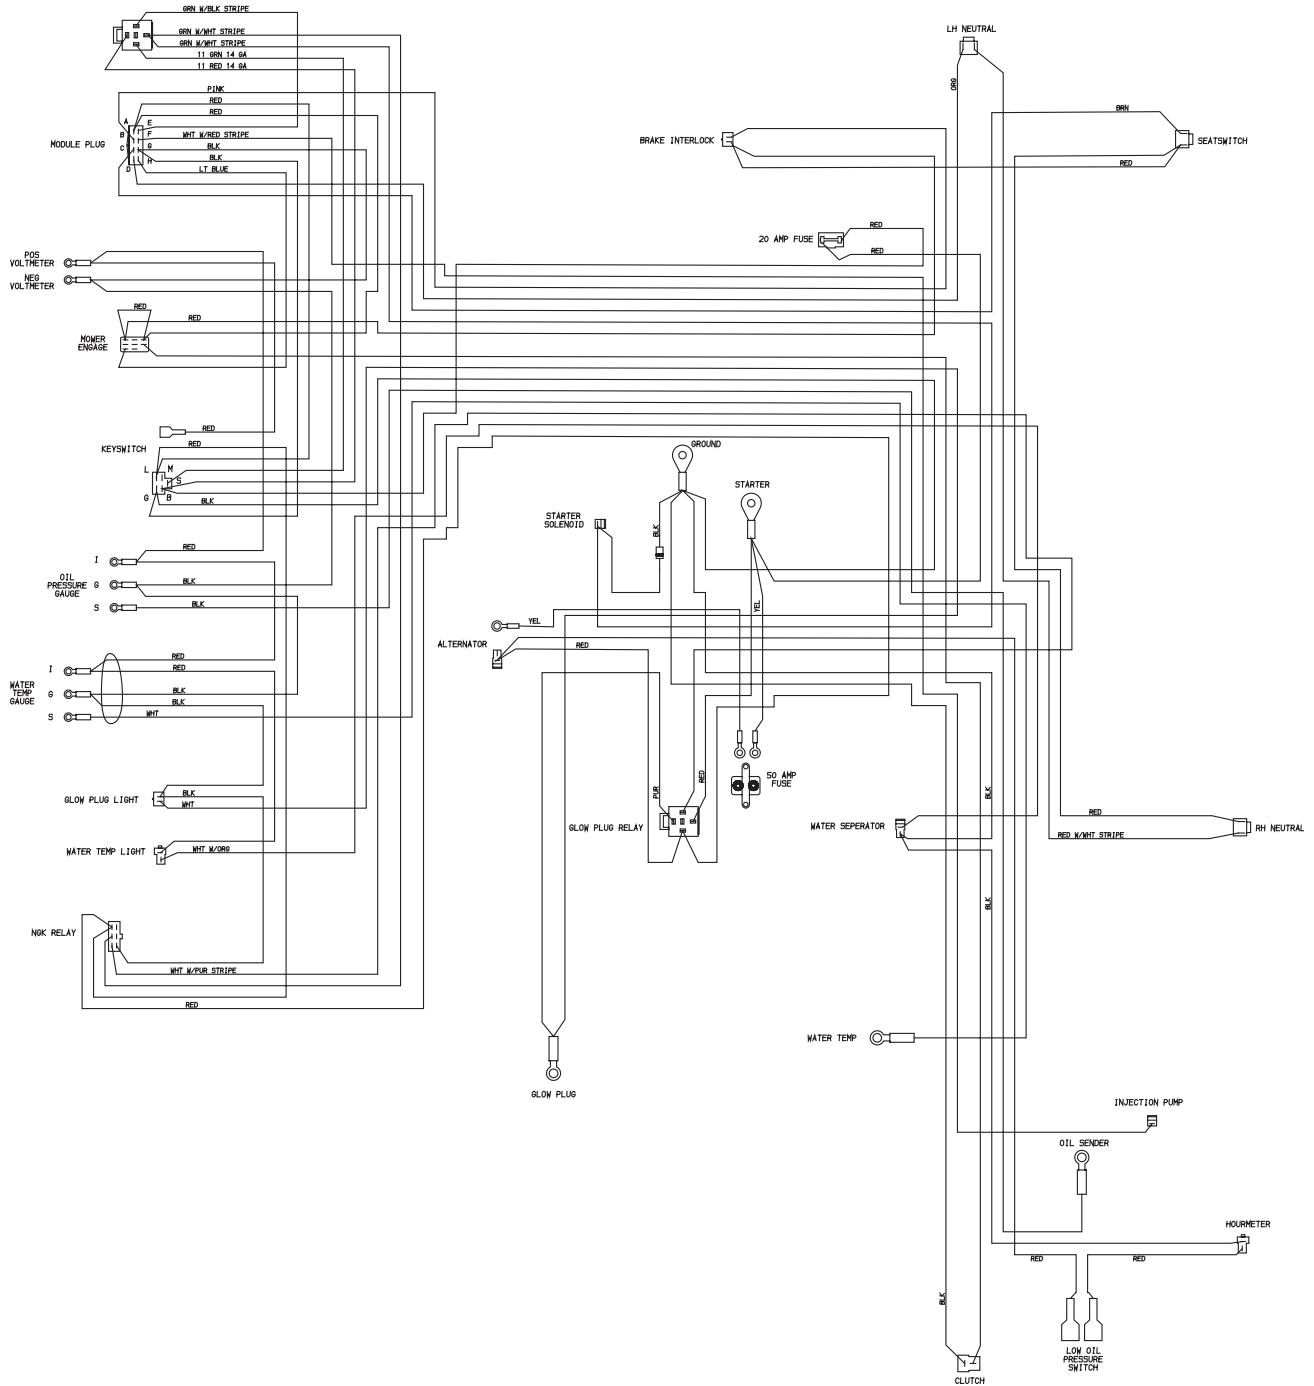 GRN W/BLK STRIPE
GRN W/WHT STRIPE
GRN W/WHT STRIPE
11 GRN 14 GA
11 RED 14 GA
PINK
RED
RED
MODULE PLUG
A
B
C
D
E
F
G
H
WHT W/RED STRIPE
BLK
BLK
LT BLUE
LH NEUTRAL
ORG
BRN
BRAKE INTERLOCK
SEATSWITCH
RED
20 AMP FUSE
RED
RED
POS
VOLTMETER
NEG
VOLTMETER
RED
RED
MOWER
ENGAGE
RED
KEYSWITCH
RED
L
M
S
G
B
BLK
GROUND
STARTER
STARTER
SOLENOID
BLK
I
RED
OIL
PRESSURE
GAUGE
G
BLK
S
BLK
YEL
YEL
ALTERNATOR
RED
I
RED
RED
WATER
TEMP
GAUGE
G
BLK
BLK
S
WHT
GLOW PLUG LIGHT
BLK
WHT
WATER TEMP LIGHT
WHT W/ORG
PUR
RED
50 AMP
FUSE
GLOW PLUG RELAY
BLK
WATER SEPERATOR
RED
RED W/WHT STRIPE
RH NEUTRAL
BLK
NGK RELAY
WHT W/PUR STRIPE
RED
WATER TEMP
GLOW PLUG
INJECTION PUMP
OIL SENDER
HOURMETER
RED
RED
BLK
LOW OIL
PRESSURE
SWITCH
CLUTCH